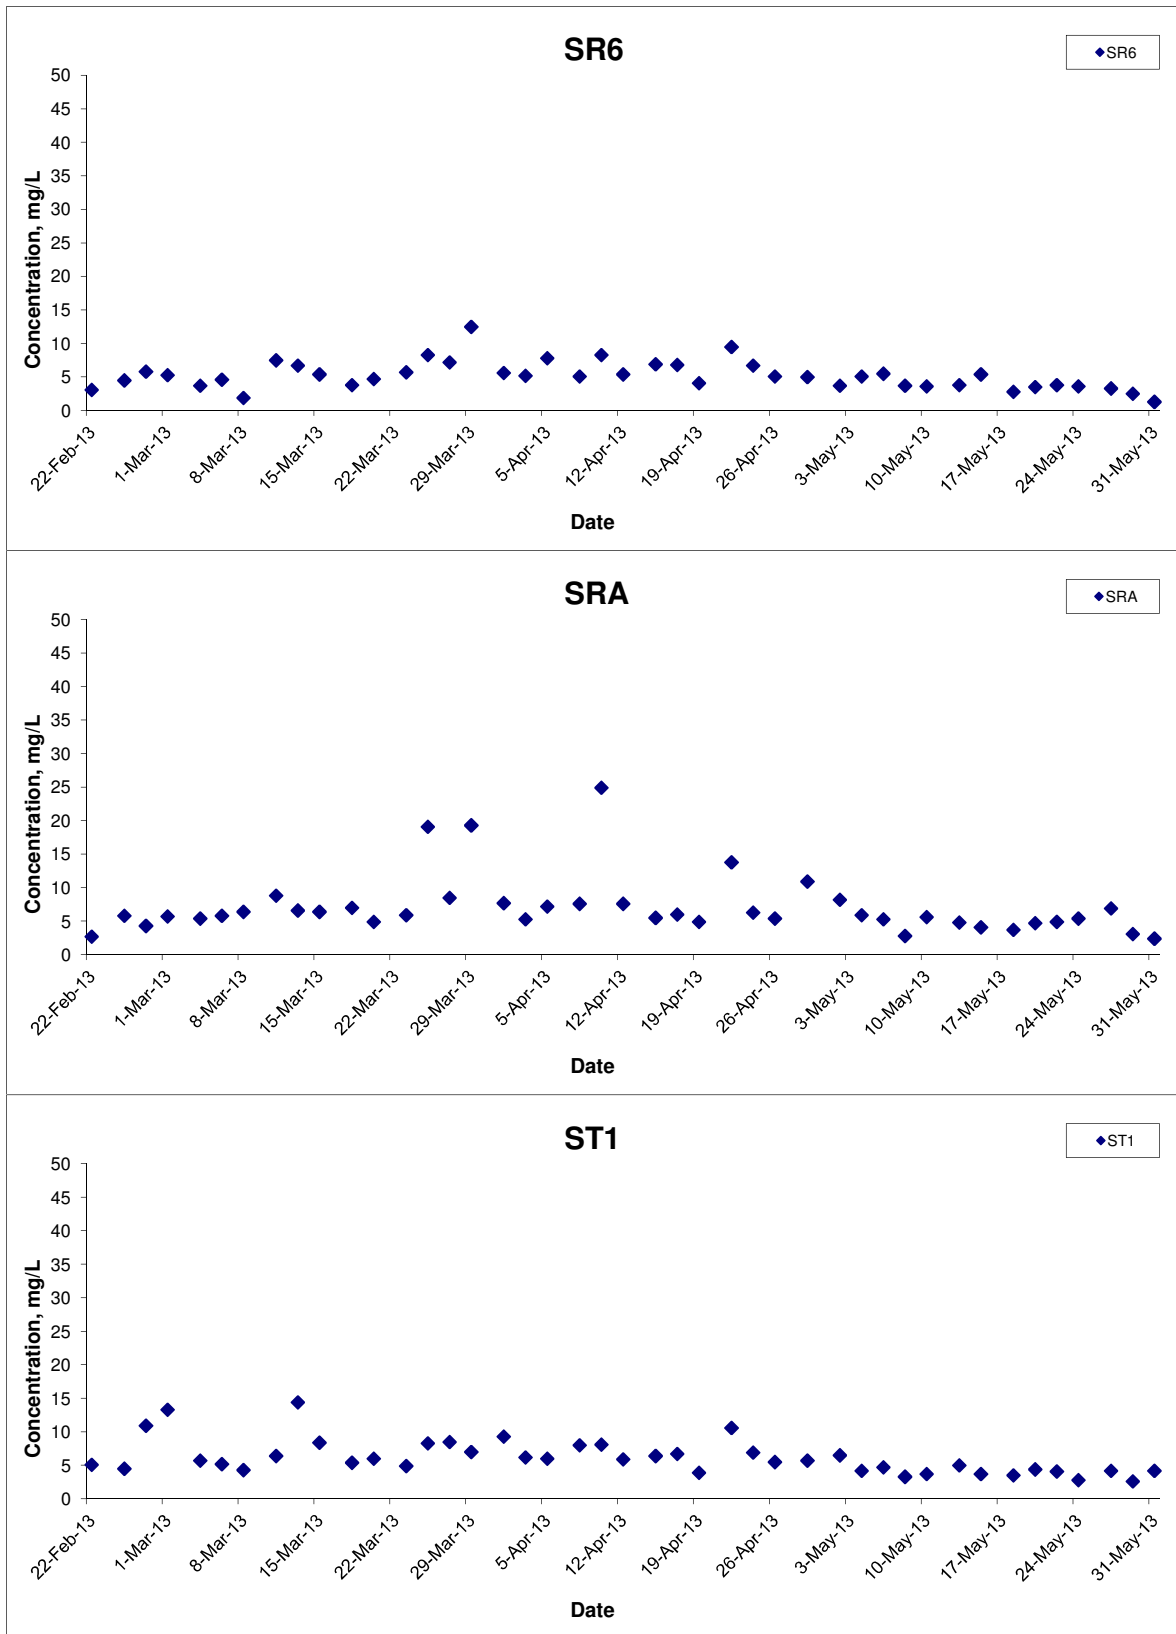 SR6
SR6
50
45
40
35
30
25
20
15
10
5
0
Concentration, mg/L
22-Feb-13
1-Mar-13
8-Mar-13
15-Mar-13
22-Mar-13
29-Mar-13
5-Apr-13
12-Apr-13
19-Apr-13
26-Apr-13
3-May-13
10-May-13
17-May-13
24-May-13
31-May-13
Date
SRA
SRA
50
45
40
35
30
25
20
15
10
5
0
Concentration, mg/L
22-Feb-13
1-Mar-13
8-Mar-13
15-Mar-13
22-Mar-13
29-Mar-13
5-Apr-13
12-Apr-13
19-Apr-13
26-Apr-13
3-May-13
10-May-13
17-May-13
24-May-13
31-May-13
Date
ST1
ST1
50
45
40
35
30
25
20
15
10
5
0
Concentration, mg/L
22-Feb-13
1-Mar-13
8-Mar-13
15-Mar-13
22-Mar-13
29-Mar-13
5-Apr-13
12-Apr-13
19-Apr-13
26-Apr-13
3-May-13
10-May-13
17-May-13
24-May-13
31-May-13
Date